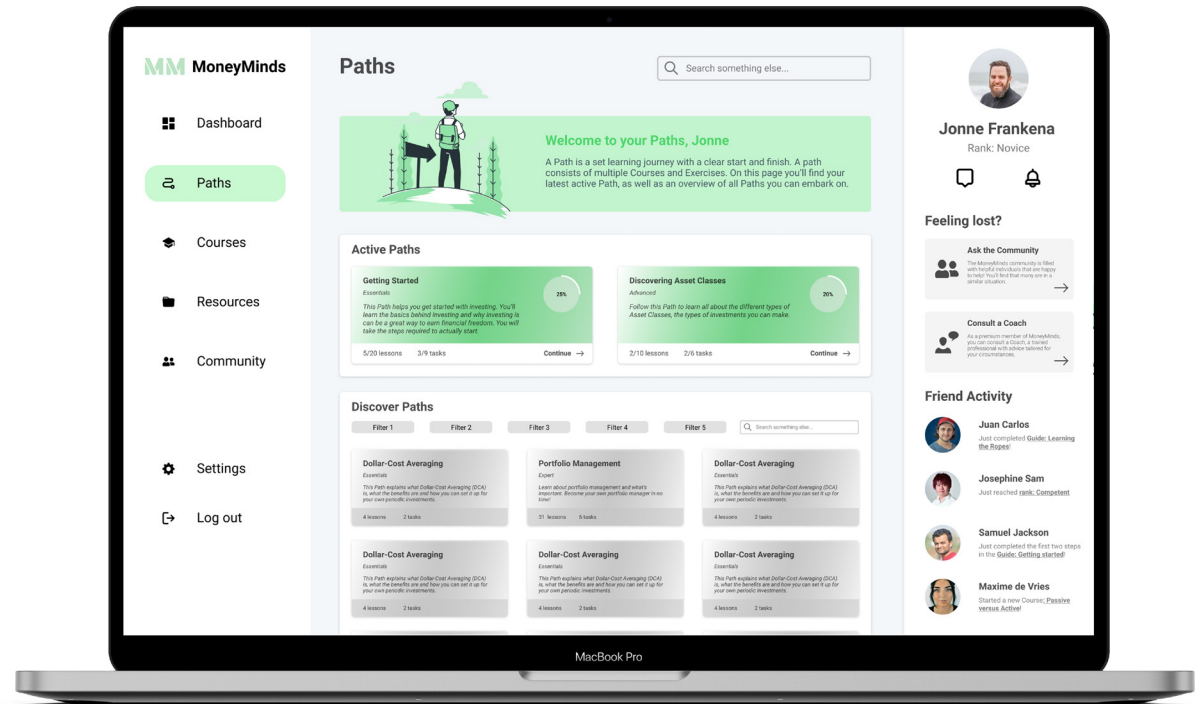 MM MoneyMinds
Dashboard
Paths
Courses
Resources
Community
Settings
Log out
Paths
Search something else...
Welcome to your Paths, Jonne
A Path is a set learning journey with a clear start and finish. A path
consists of multiple Courses and Exercises. On this page you'll find your
latest active Path, as well as an overview of all Paths you can embark on.
Active Paths
Getting Started
Essentials
This Path helps you get started with investing. You'll
learn the basics behind investing and why investing is
can be a great way to earn financial freedom. You will
take the steps required to actually start
25%
5/20 lessons 3/9 tasks Continue
Discovering Asset Classes
Advanced
Follow this Path to learn all about the different types of
Asset Classes, the types of investments you can make.
20%
2/10 lessons 2/6 tasks Continue
Discover Paths
Filter 1 Filter 2 Filter 3 Filter 4 Filter 5 Search something else...
Dollar-Cost Averaging
Essentials
This Path explains what Dollar-Cost Averaging (DCA)
is, what the benefits are and how you can set it up for
your own periodic investments.
4 lessons 2 tasks
Portfolio Management
Expert
Learn about portfolio management and what's
important. Become your own portfolio manager in no
time!
31 lessons 6 tasks
Dollar-Cost Averaging
Essentials
This Path explains what Dollar-Cost Averaging (DCA)
is, what the benefits are and how you can set it up for
your own periodic investments.
4 lessons 2 tasks
Dollar-Cost Averaging
Essentials
This Path explains what Dollar-Cost Averaging (DCA)
is, what the benefits are and how you can set it up for
your own periodic investments.
4 lessons 2 tasks
Dollar-Cost Averaging
Essentials
This Path explains what Dollar-Cost Averaging (DCA)
is, what the benefits are and how you can set it up for
your own periodic investments.
4 lessons 2 tasks
Dollar-Cost Averaging
Essentials
This Path explains what Dollar-Cost Averaging (DCA)
is, what the benefits are and how you can set it up for
your own periodic investments.
4 lessons 2 tasks
Jonne Frankena
Rank: Novice
Feeling lost?
Ask the Community
The MoneyMinds community is filled
with helpful individuals that are happy
to help! You'll find that many are in a
similar situation.
Consult a Coach
As a premium member of MoneyMinds,
you can consult a Coach, a trained
professional with advice tailored for
your circumstances.
Friend Activity
Juan Carlos
Just completed Guide: Learning
the Ropes!
Josephine Sam
Just reached rank: Competent
Samuel Jackson
Just completed the first two steps
in the Guide: Getting started!
Maxime de Vries
Started a new Course: Passive
versus Active!
MacBook Pro